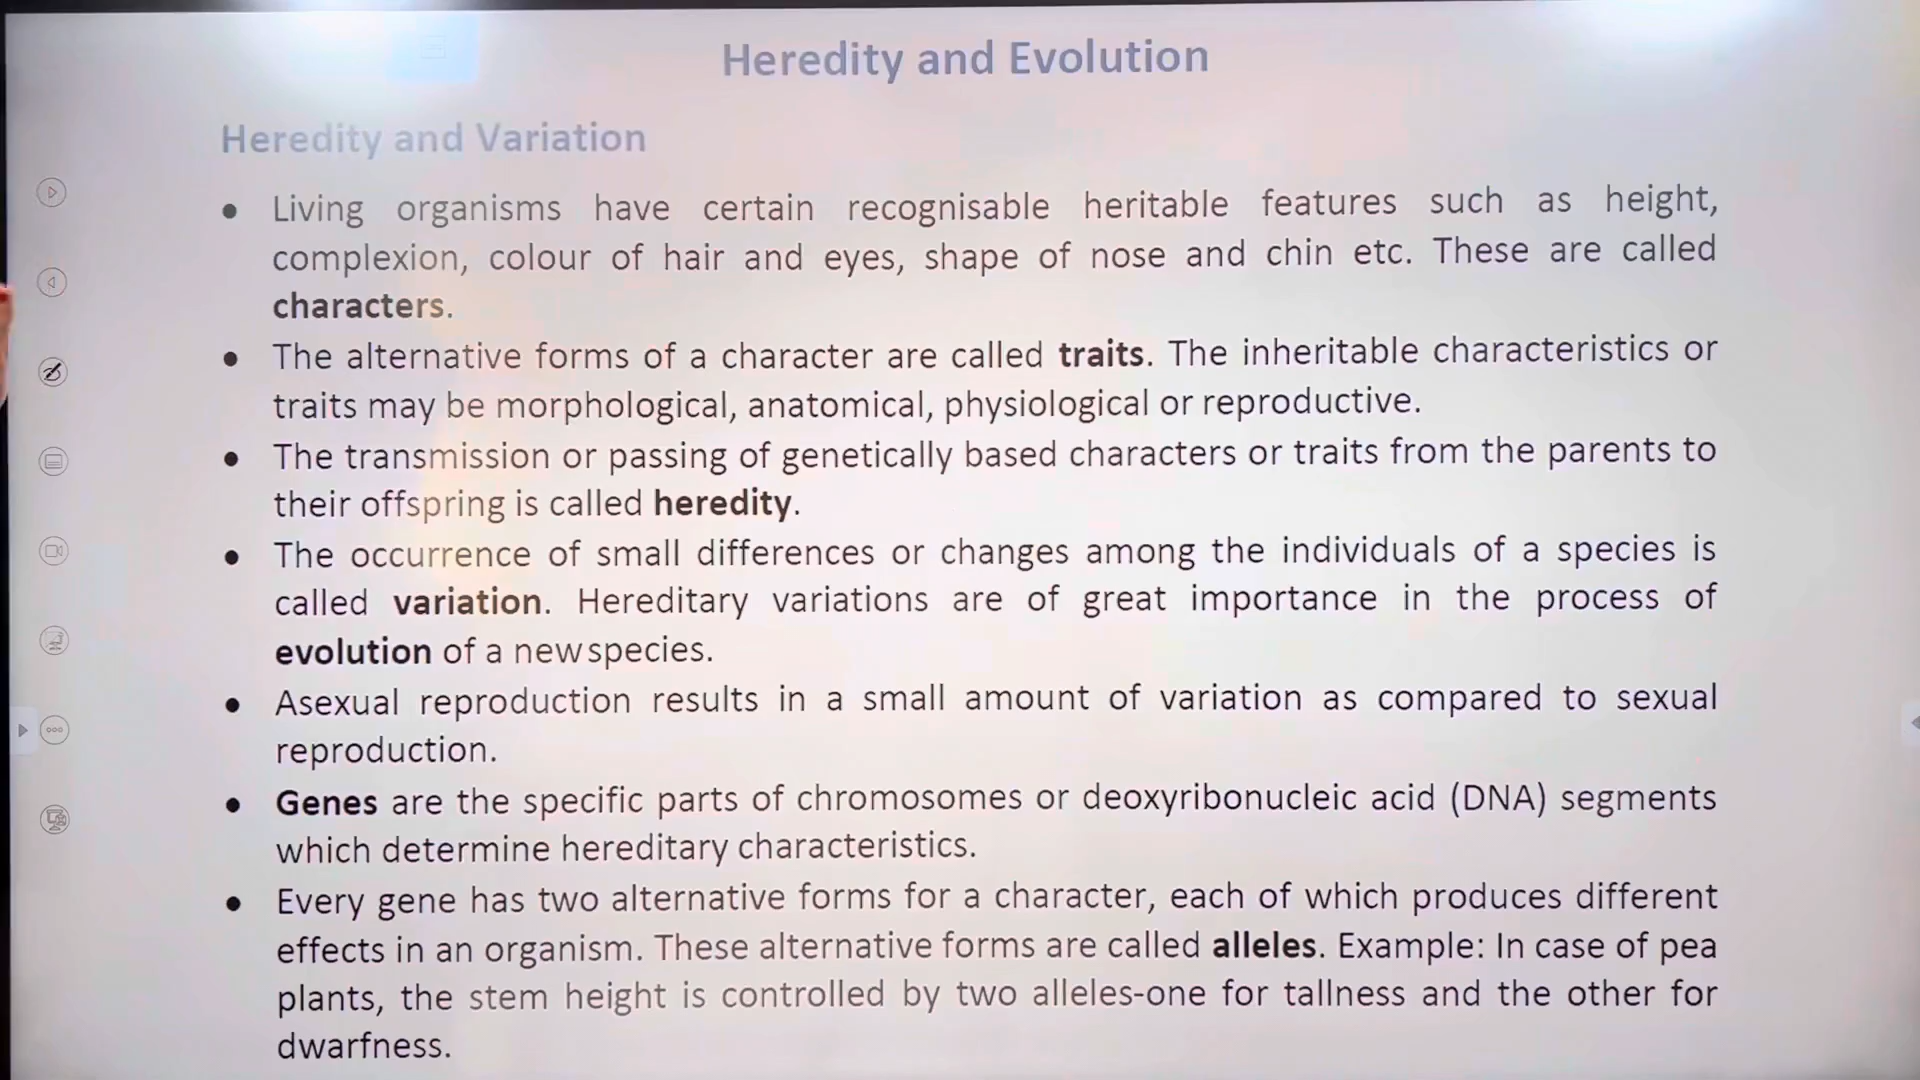 Heredity and Evolution
Heredity and Variation
● Living organisms have certain recognisable heritable features such as height,
complexion, colour of hair and eyes, shape of nose and chin etc. These are called
characters.
● The alternative forms of a character are called traits. The inheritable characteristics or
traits may be morphological, anatomical, physiological or reproductive.
● The transmission or passing of genetically based characters or traits from the parents to
their offspring is called heredity.
● The occurrence of small differences or changes among the individuals of a species is
called variation. Hereditary variations are of great importance in the process of
evolution of a new species.
● Asexual reproduction results in a small amount of variation as compared to sexual
reproduction.
● Genes are the specific parts of chromosomes or deoxyribonucleic acid (DNA) segments
which determine hereditary characteristics.
● Every gene has two alternative forms for a character, each of which produces different
effects in an organism. These alternative forms are called alleles. Example: In case of pea
plants, the stem height is controlled by two alleles-one for tallness and the other for
dwarfness.